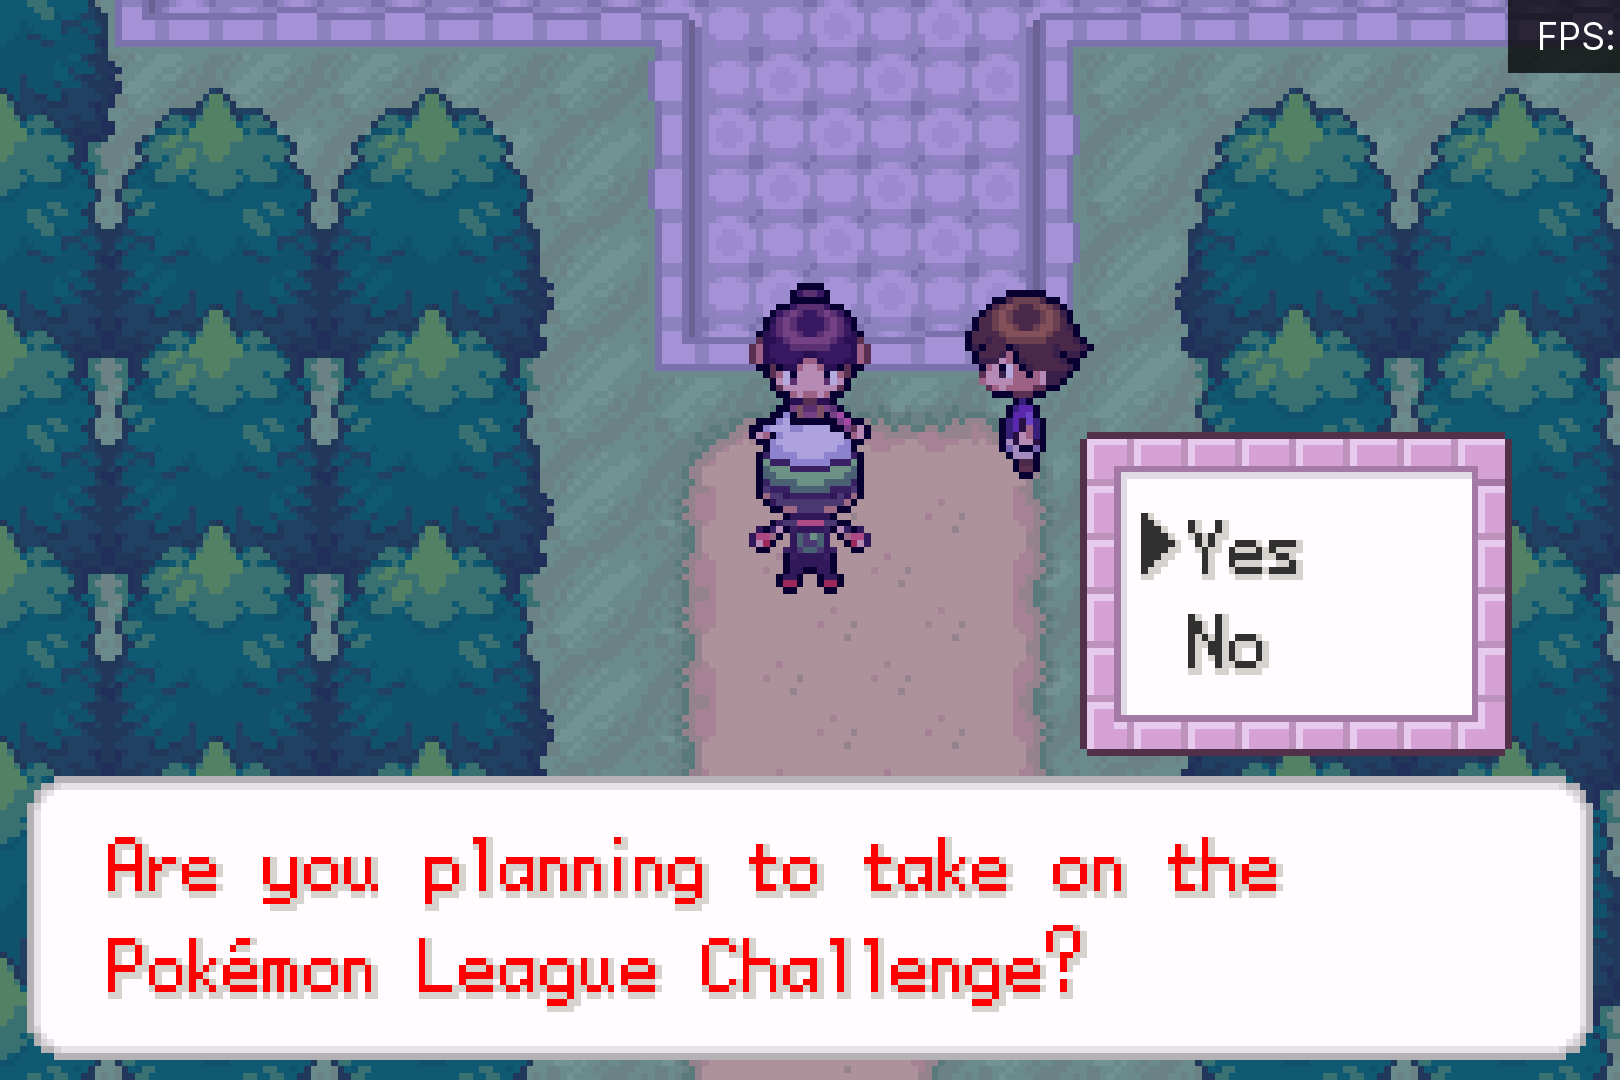 FPS:
Yes
No
Are you planning to take on the
Pokémon League Challenge?